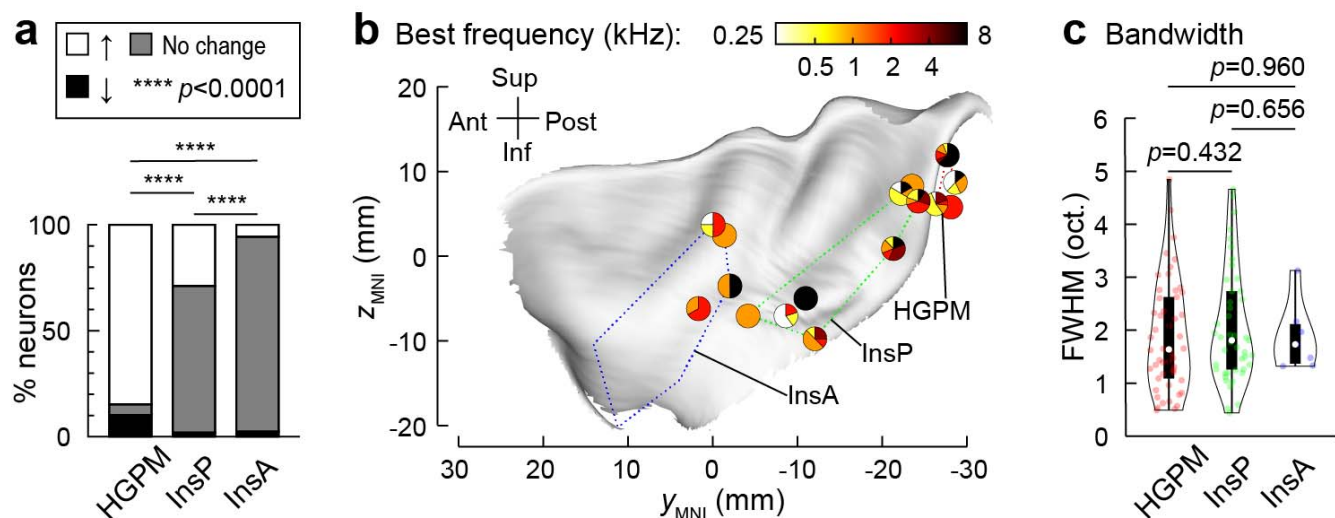 a
↑ No change
↓ **** p<0.0001
****
**** ****
100
50
0
% neurons
HGPM InsP InsA
b Best frequency (kHz): 0.25 8
0.5 1 2 4
Sup
Ant Post
Inf
20
10
0
-10
-20
zMNI (mm)
HGPM
InsP
InsA
30 20 10 0 -10 -20 -30
yMNI (mm)
c Bandwidth
p=0.960
p=0.656
p=0.432
6
5
4
3
2
1
0
FWHM (oct.)
HGPM InsP InsA